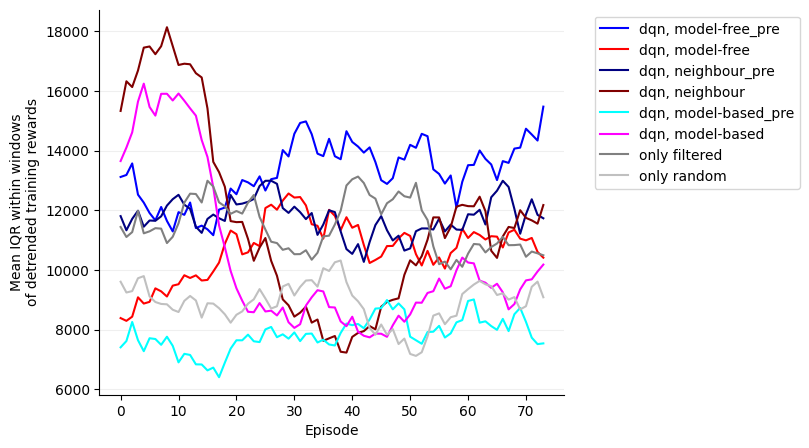 Mean IQR within windows
of detrended training rewards
18000
16000
14000
12000
10000
8000
6000
0
10
20
30
40
50
60
70
Episode
dqn, model-free_pre
dqn, model-free
dqn, neighbour_pre
dqn, neighbour
dqn, model-based_pre
dqn, model-based
only filtered
only random